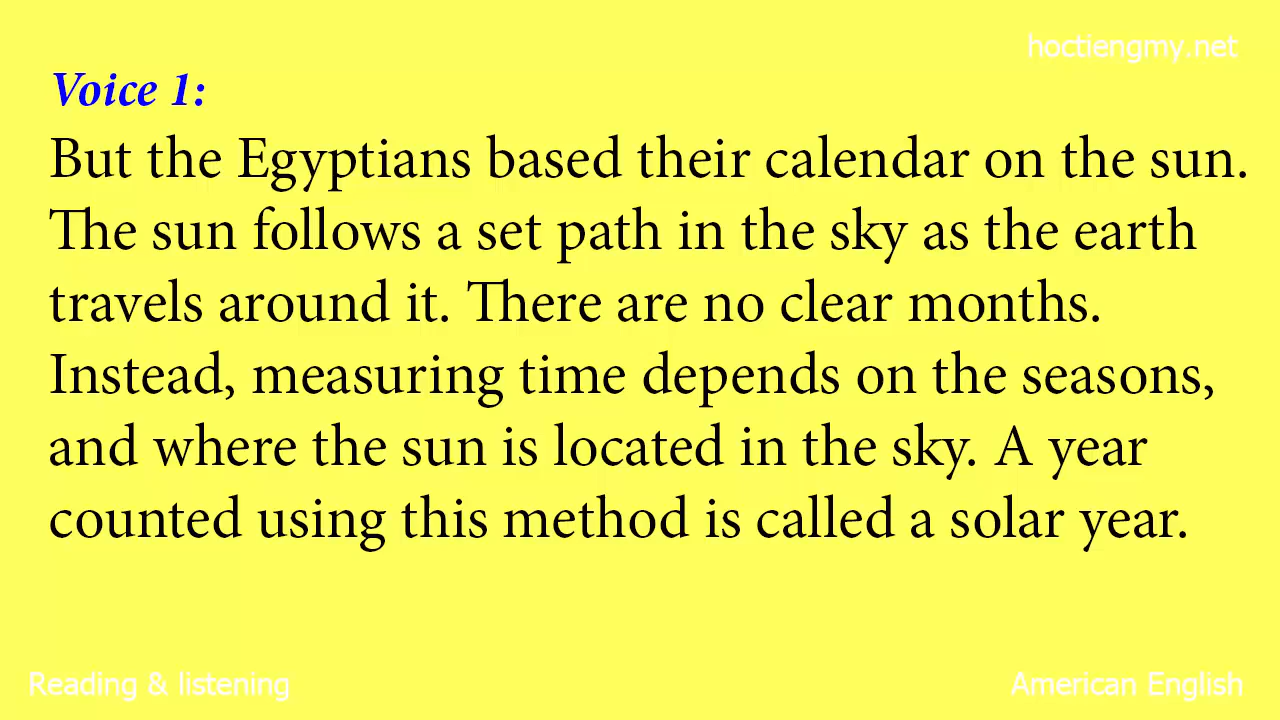 hoctiengmy.net
Voice 1:
But the Egyptians based their calendar on the sun.
The sun follows a set path in the sky as the earth
travels around it. There are no clear months.
Instead, measuring time depends on the seasons,
and where the sun is located in the sky. A year
counted using this method is called a solar year.
Reading & listening
American English